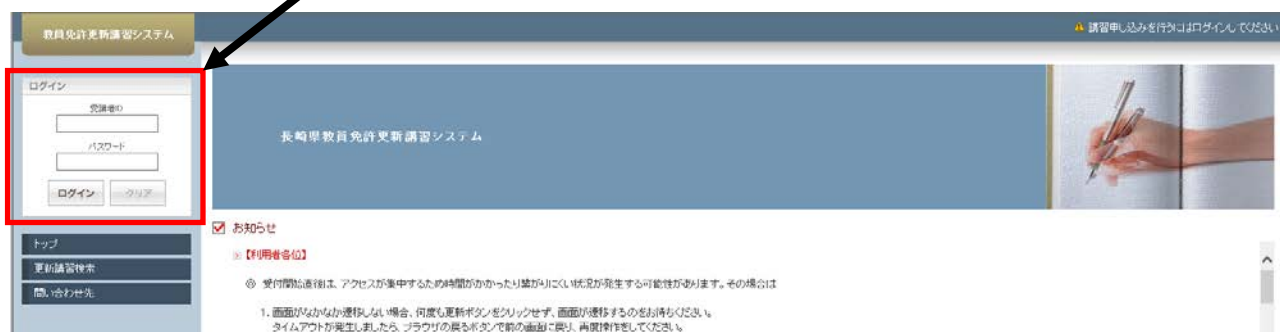 教員免許更新講習システム
講習申し込みを行うにはログインしてください
ログイン
受講者ID
パスワード
ログイン
クリア
長崎県教員免許更新講習システム
トップ
更新講習検索
問い合わせ先
お知らせ
【利用者各位】
◎ 受付開始直後は、アクセスが集中するため時間がかかったり繋がりにくい状況が発生する可能性があります。その場合は
1. 画面がなかなか遷移しない場合、何度も更新ボタンをクリックせず、画面が遷移するのをお待ちください。
タイムアウトが発生しましたら、ブラウザの戻るボタンで前の画面に戻り、再度操作をしてください。